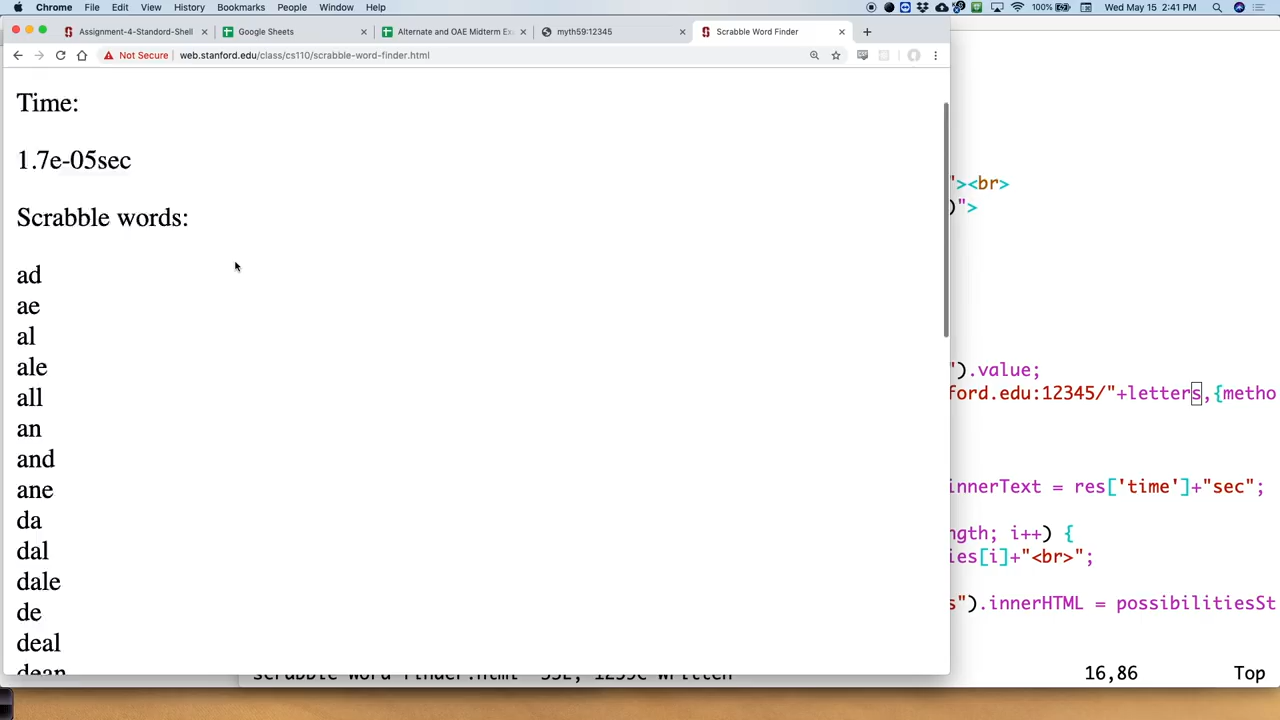 Chrome File Edit View History Bookmarks People Window Help 100% Wed May 15 2:41 PM
Assignment-4-Standord-Shell Google Sheets Alternate and OAE Midterm Ex myth59:12345 Scrabble Word Finder
Not Secure web.stanford.edu/class/cs110/scrabble-word-finder.html
Time:
1.7e-05sec
"><br>
)">
Scrabble words:
ad
ae
al
ale
").value;
ford.edu:12345/"+letters,{metho
all
an
and
ane
innerText = res['time']+"sec";
da
ngth; i++) {
dal
ies[i]+"<br>";
dale
de
s").innerHTML = possibilitiesSt
deal
dean
16,86 Top